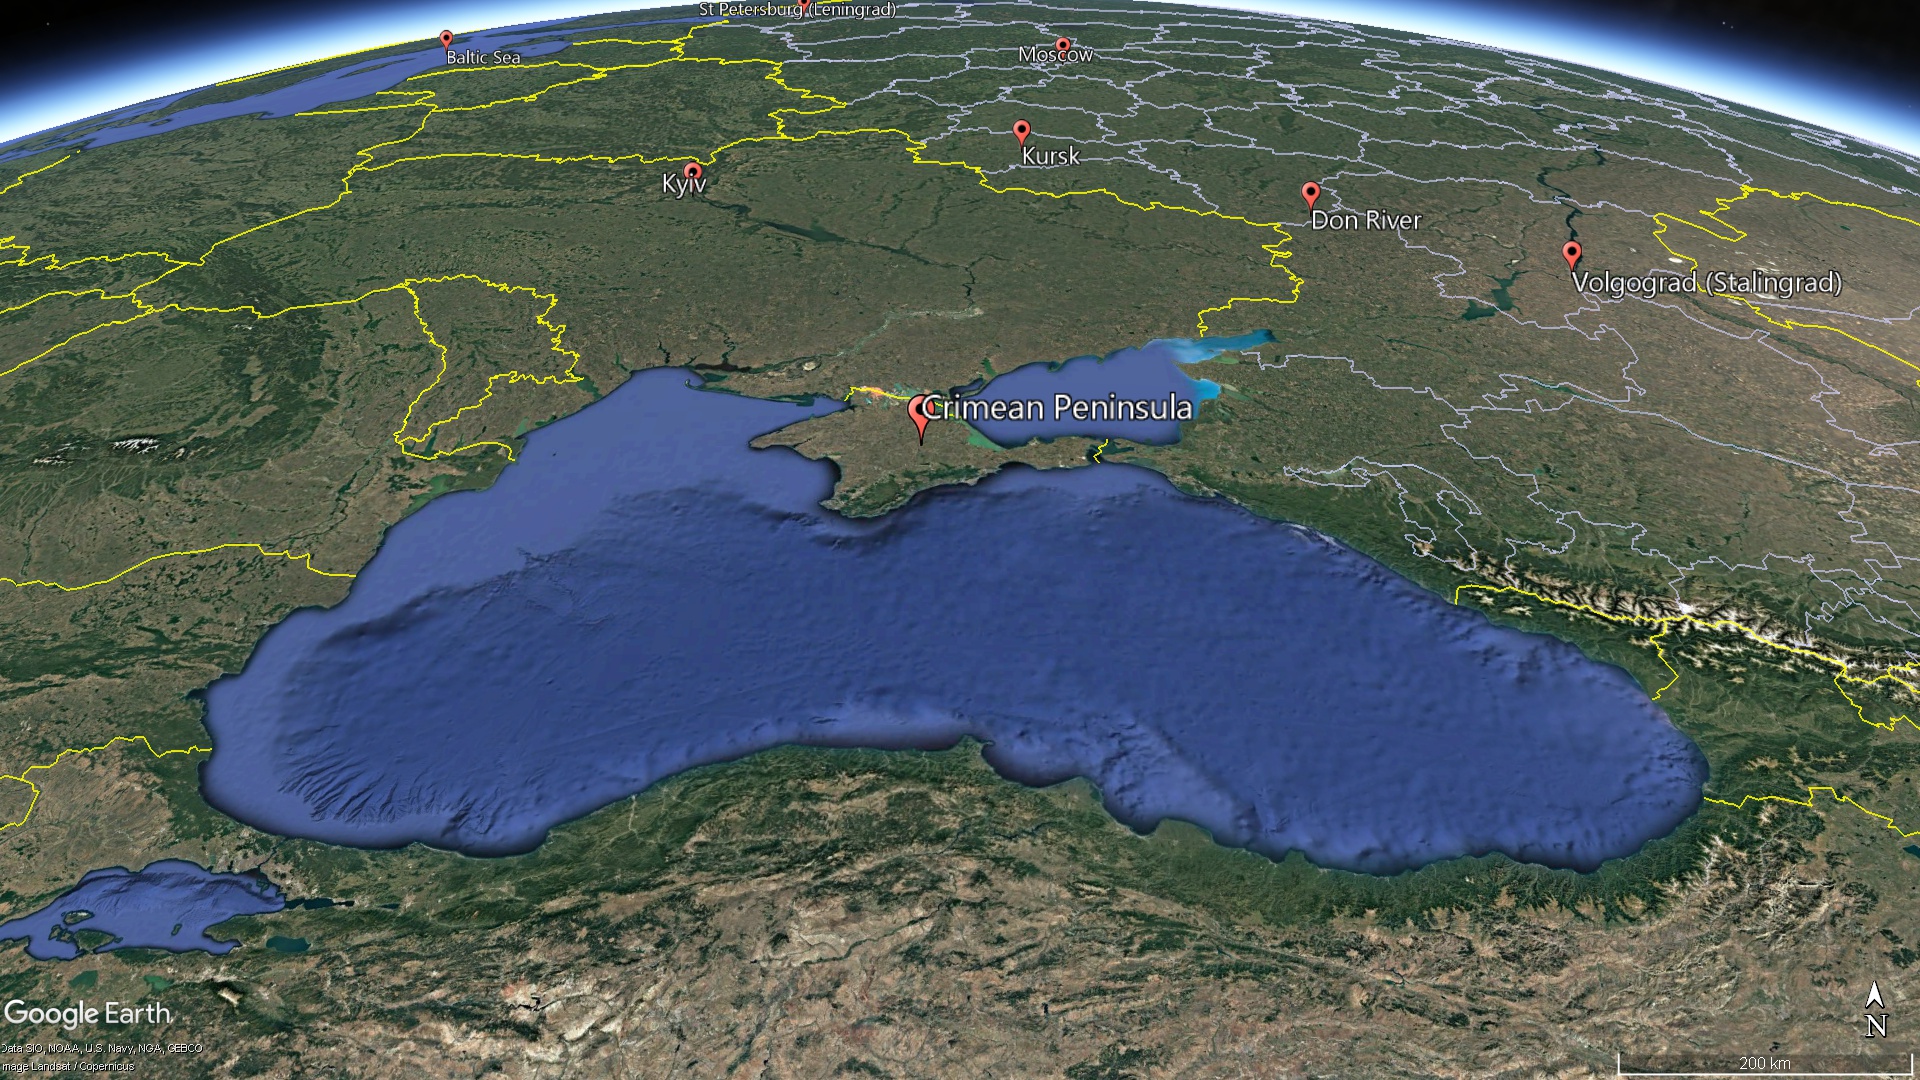 St Petersburg (Leningrad)
Baltic Sea
Moscow
Kursk
Kyiv
Don River
Volgograd (Stalingrad)
Crimean Peninsula
Google Earth
Data SIO, NOAA, U.S. Navy, NGA, GEBCO
mage Landsat / Copernicus
N
200 km